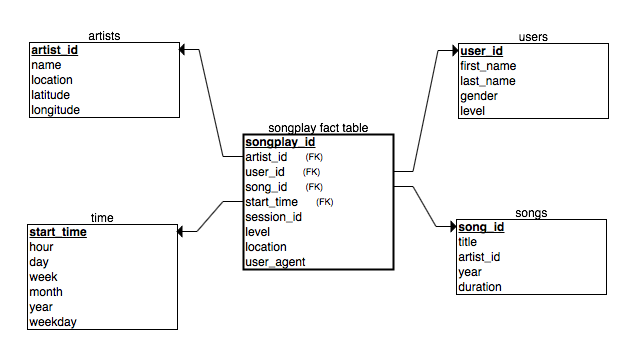 artists
artist_id
name
location
latitude
longitude
users
user_id
first_name
last_name
gender
level
songplay fact table
songplay_id
artist_id (FK)
user_id (FK)
song_id (FK)
start_time (FK)
session_id
level
location
user_agent
time
start_time
hour
day
week
month
year
weekday
songs
song_id
title
artist_id
year
duration